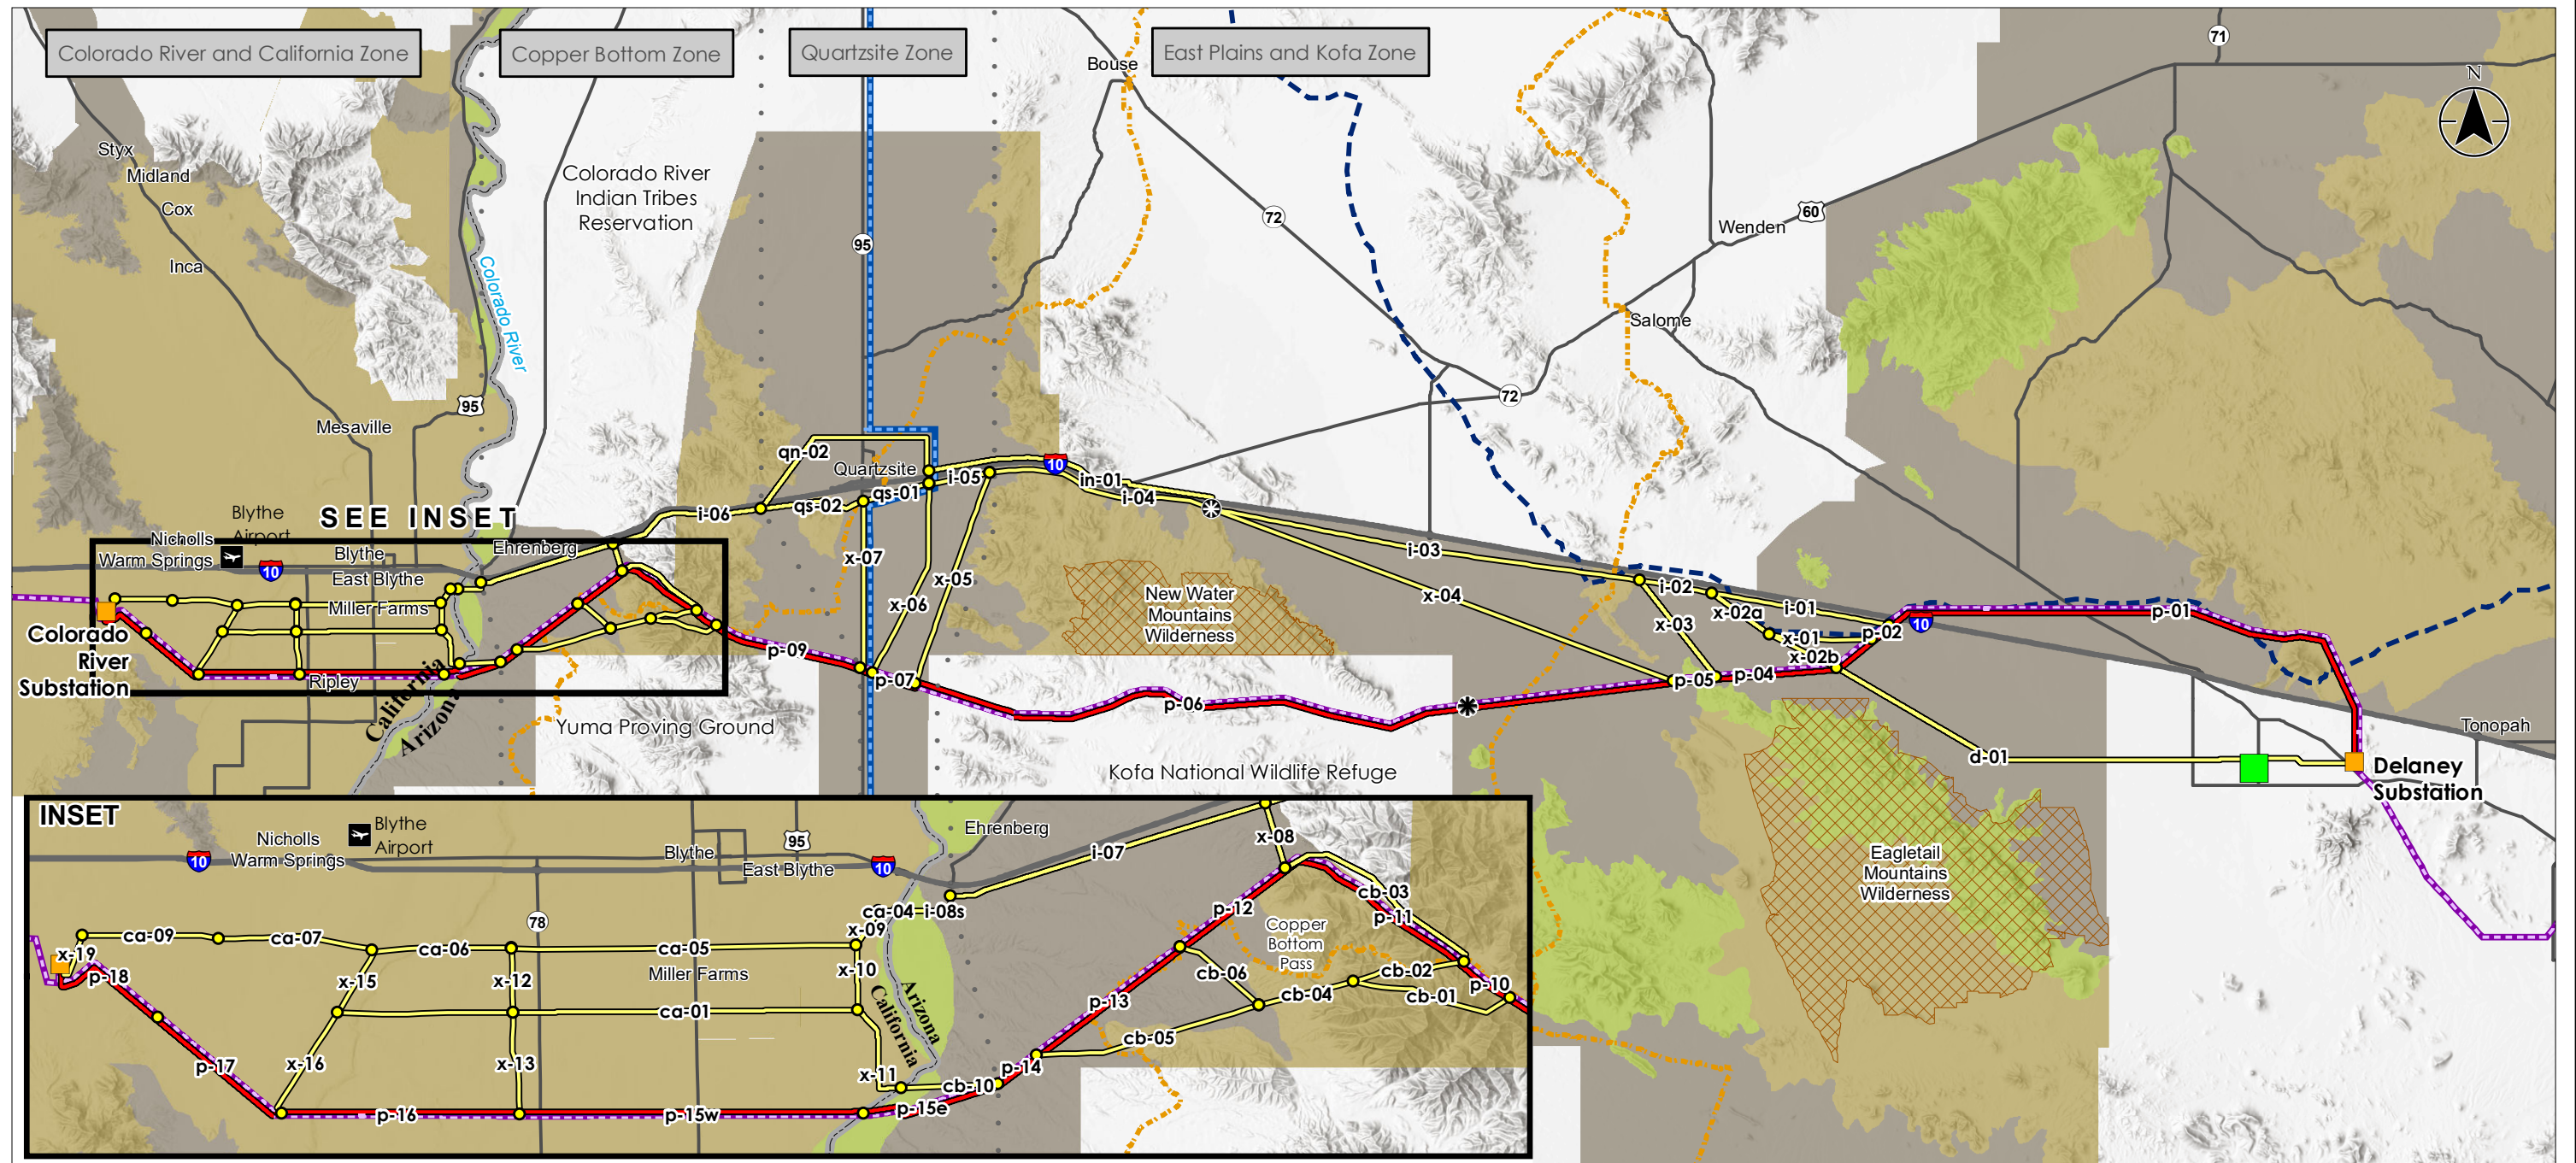 Colorado River and California Zone
Copper Bottom Zone
Quartzsite Zone
East Plains and Kofa Zone
71
N
Bouse
Styx
Midland
Cox
Inca
Colorado River
Indian Tribes
Reservation
Colorado River
95
72
60
Wenden
Salome
72
95
Mesaville
qn-02
Quartzsite
i-05
10
in-01
i-04
qs-01
qs-02
i-06
SEE INSET
Blythe
Airport
Nicholls
Warm Springs
10
Blythe
East Blythe
Ehrenberg
Miller Farms
Ripley
Colorado
River
Substation
California
Arizona
x-07
x-06
x-05
i-03
x-04
New Water
Mountains
Wilderness
i-02
x-02a
i-01
x-03
x-01
x-02b
p-02
10
p-01
p-09
p-07
p-06
p-05
p-04
d-01
Yuma Proving Ground
Kofa National Wildlife Refuge
Tonopah
Delaney
Substation
Eagletail
Mountains
Wilderness
INSET
Nicholls
Warm Springs
Blythe
Airport
10
Blythe
95
East Blythe
10
Ehrenberg
i-07
x-08
78
ca-04
i-08s
x-09
ca-09
ca-07
ca-06
ca-05
x-19
p-18
x-15
x-12
Miller Farms
x-10
Arizona
California
ca-01
p-17
x-16
x-13
x-11
cb-10
p-16
p-15w
p-15e
p-14
p-13
p-12
cb-03
p-11
Copper
Bottom
Pass
cb-06
cb-04
cb-02
cb-01
p-10
cb-05